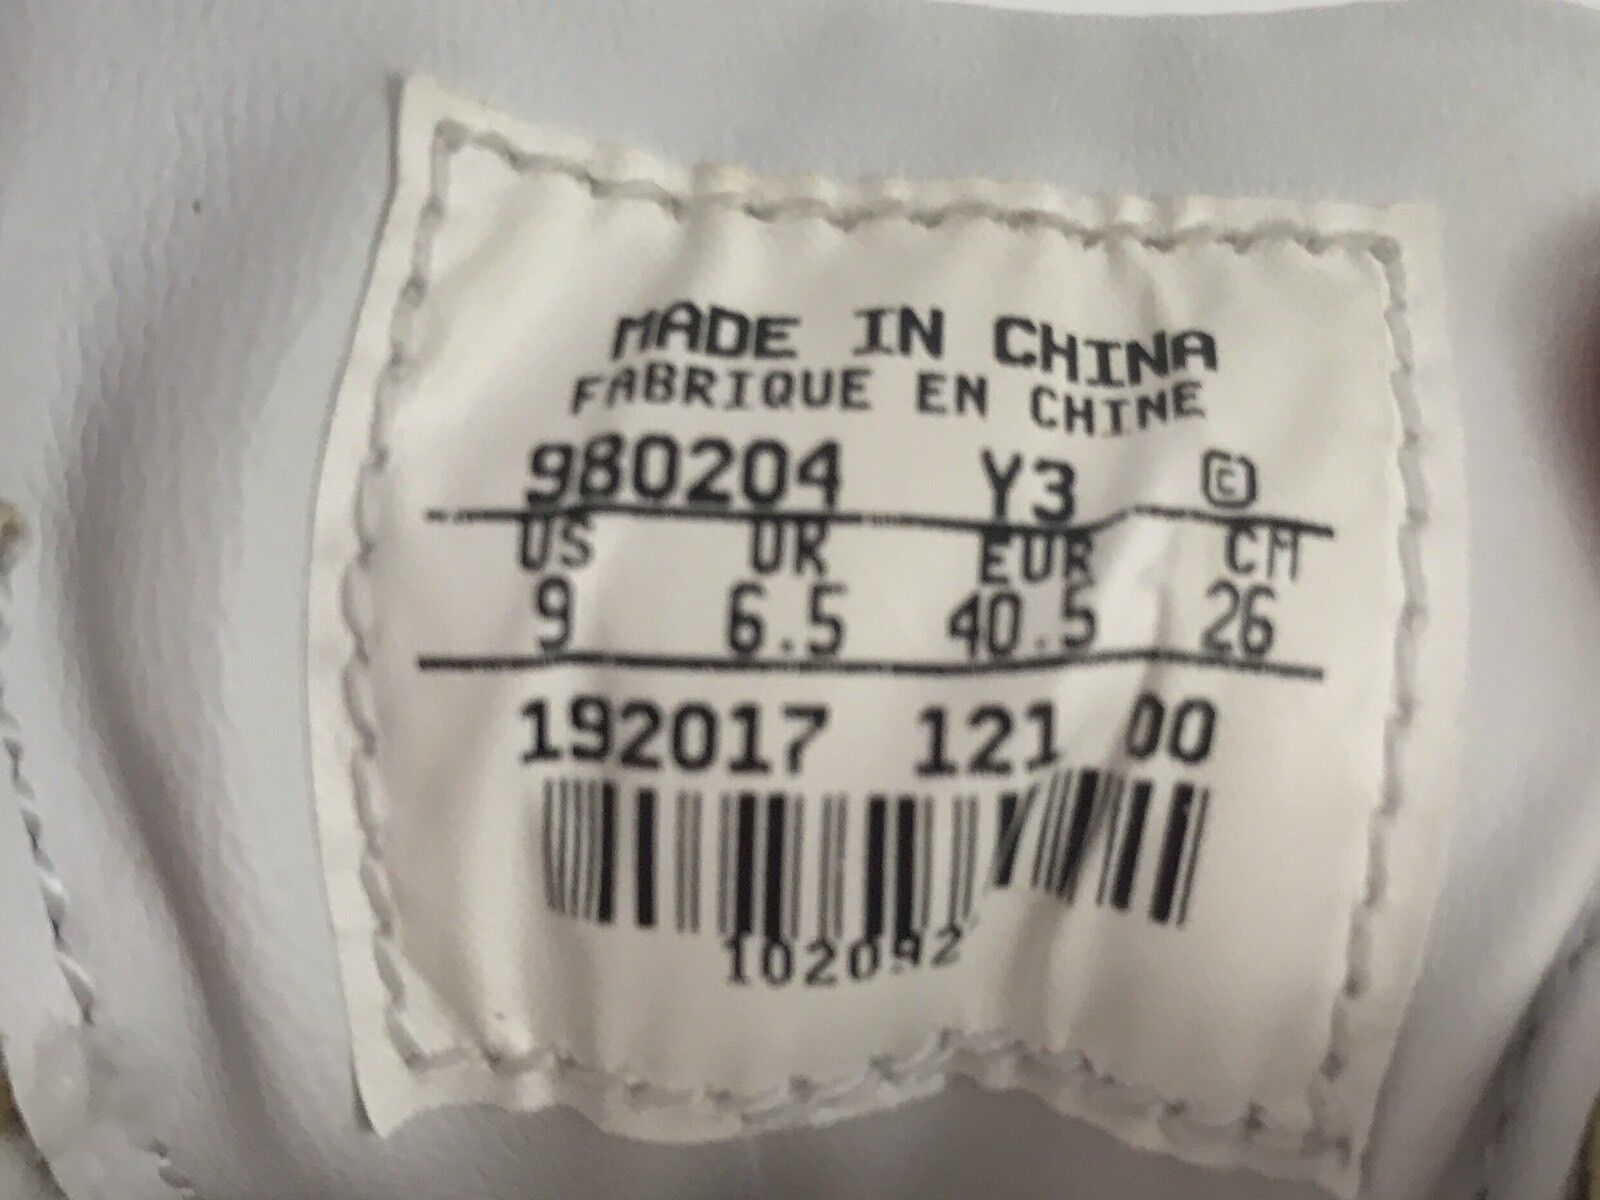 MADE IN CHINA
FABRIQUE EN CHINE
980204 Y3 ©
US UK EUR CM
9 6.5 40.5 26
192017 121 00
102092